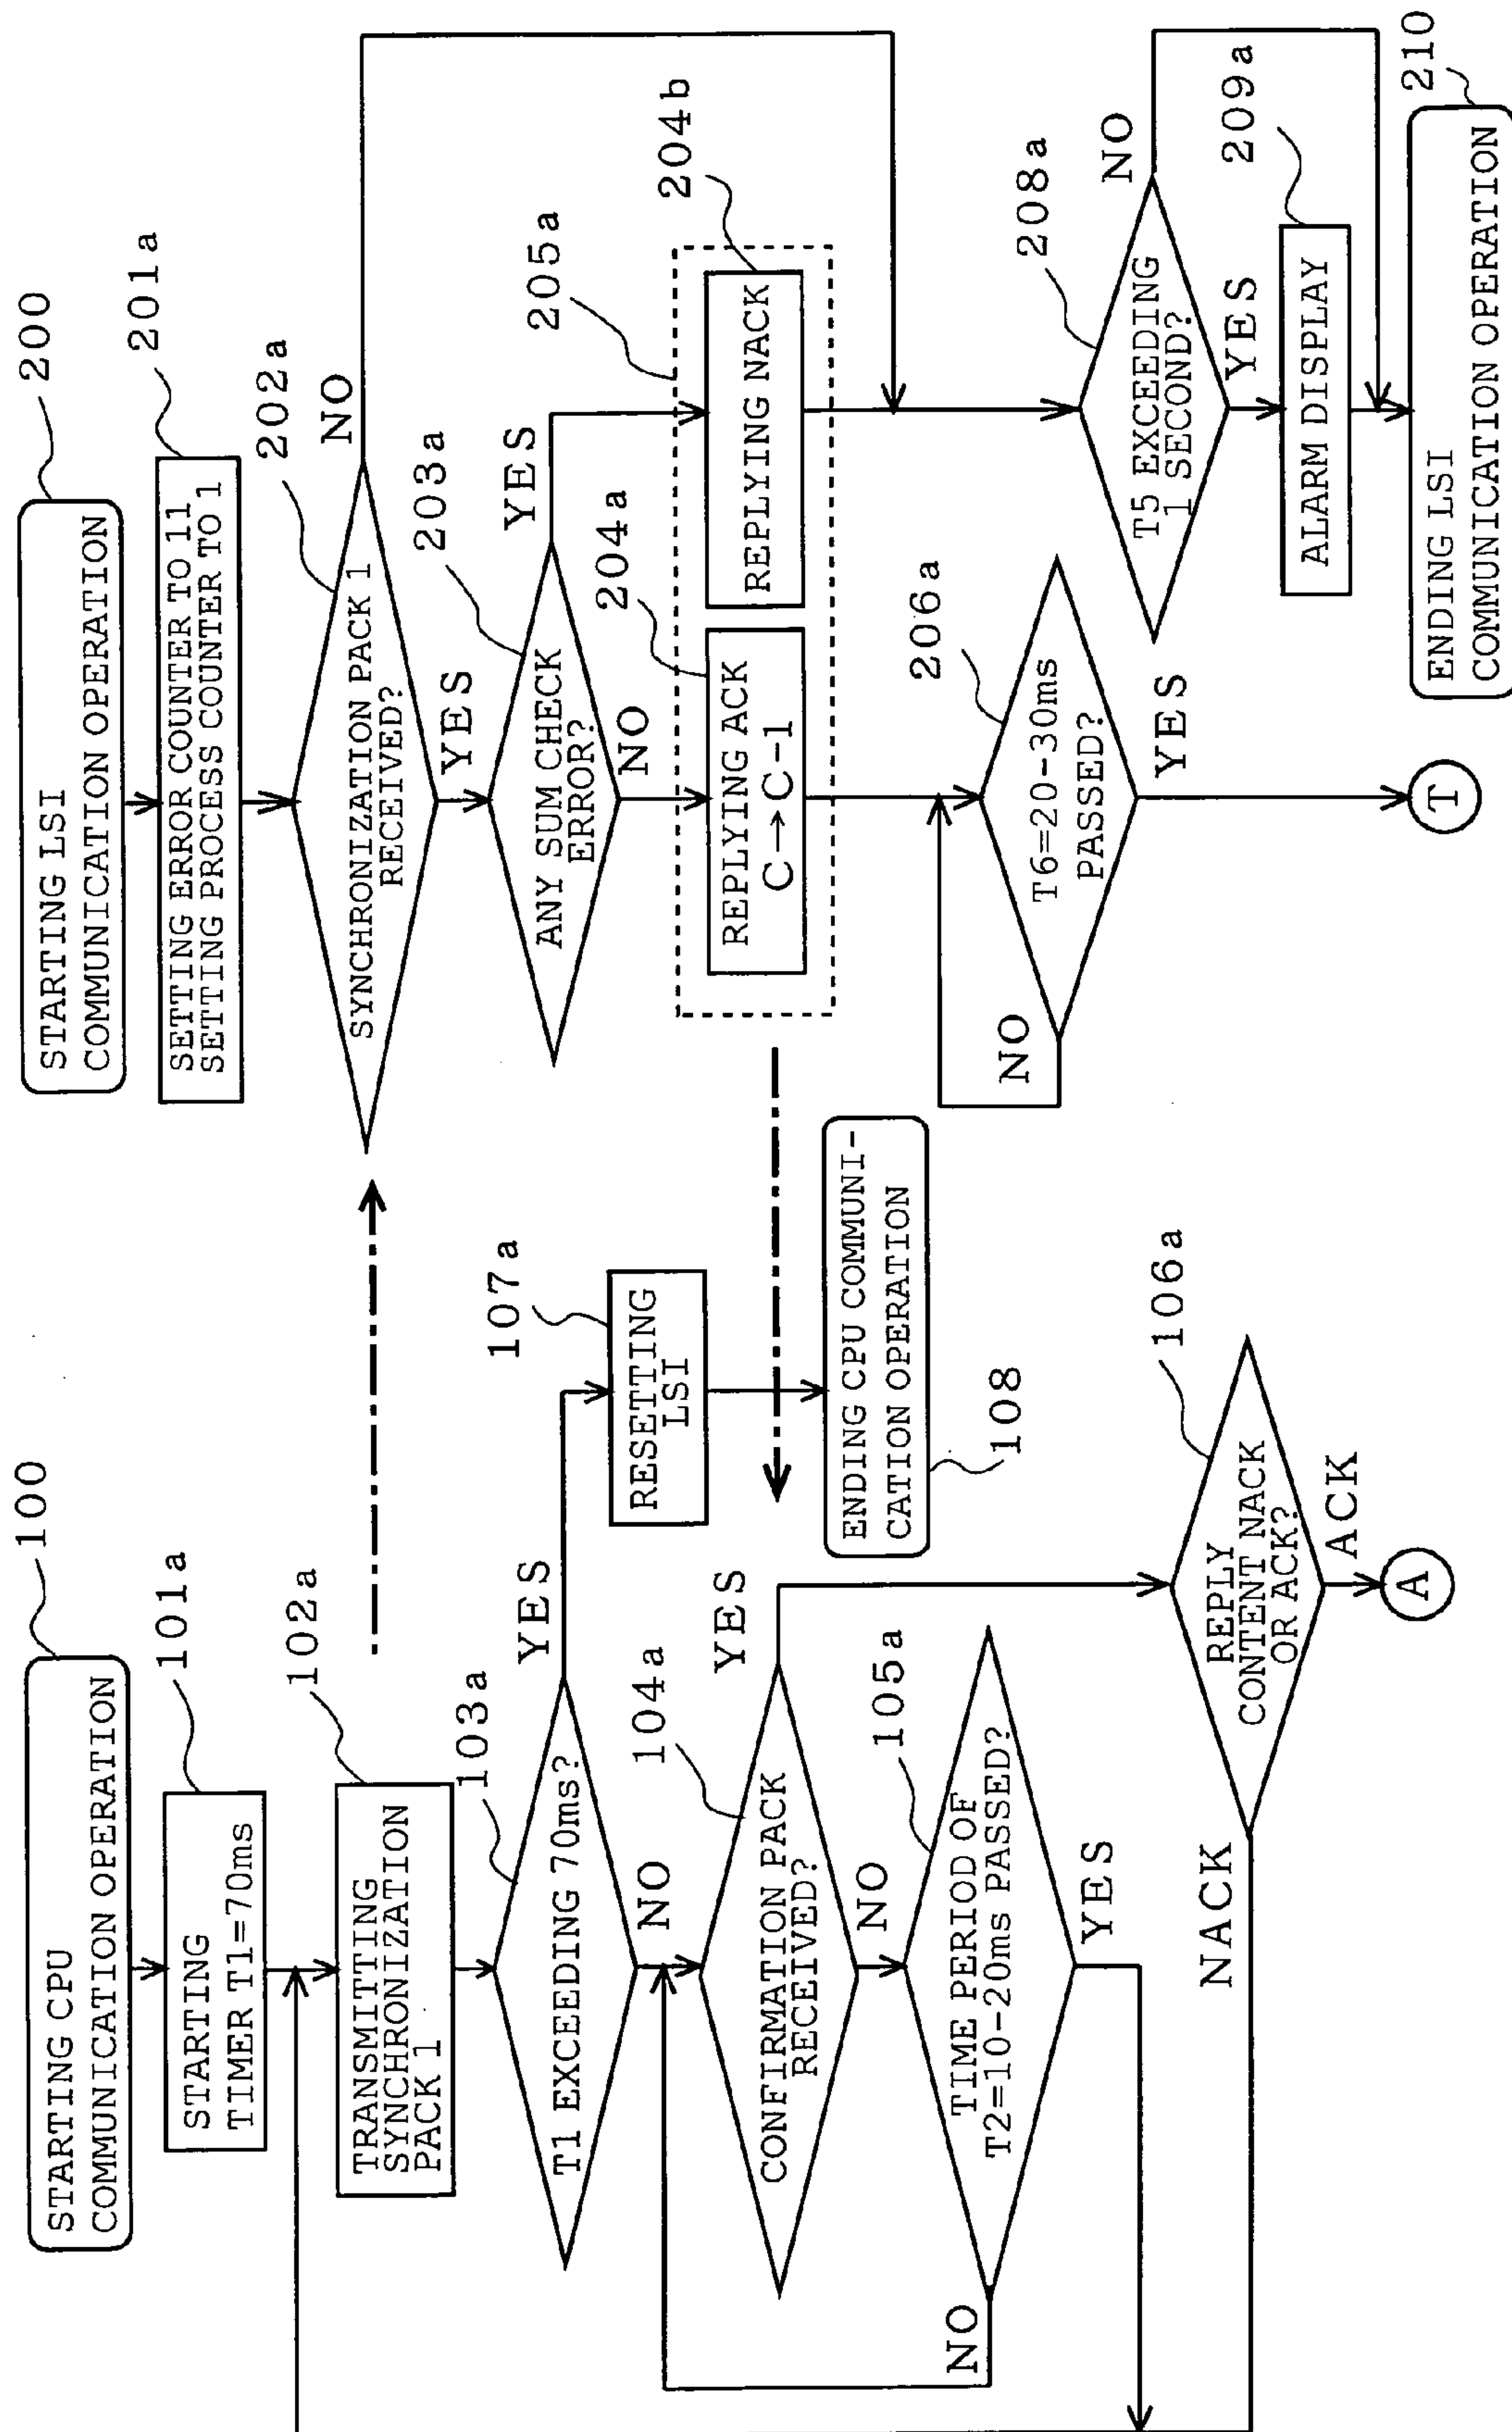 STARTING CPU
COMMUNICATION OPERATION
100
STARTING
TIMER T1=70ms
101a
TRANSMITTING
SYNCHRONIZATION
PACK 1
102a
T1 EXCEEDING 70ms?
103a
YES
NO
RESETTING
LSI
107a
ENDING CPU COMMUNI-
CATION OPERATION
108
CONFIRMATION PACK
RECEIVED?
104a
YES
NO
TIME PERIOD OF
T2=10-20ms PASSED?
105a
NO
YES
REPLY
CONTENT NACK
OR ACK?
106a
NACK
ACK
A
STARTING LSI
COMMUNICATION OPERATION
200
SETTING ERROR COUNTER TO 11
SETTING PROCESS COUNTER TO 1
201a
SYNCHRONIZATION PACK 1
RECEIVED?
202a
NO
YES
ANY SUM CHECK
ERROR?
203a
YES
NO
205a
REPLYING ACK
C→C-1
204a
REPLYING NACK
204b
T6=20-30ms
PASSED?
206a
NO
YES
T
T5 EXCEEDING
1 SECOND?
208a
NO
YES
ALARM DISPLAY
209a
ENDING LSI
COMMUNICATION OPERATION
210